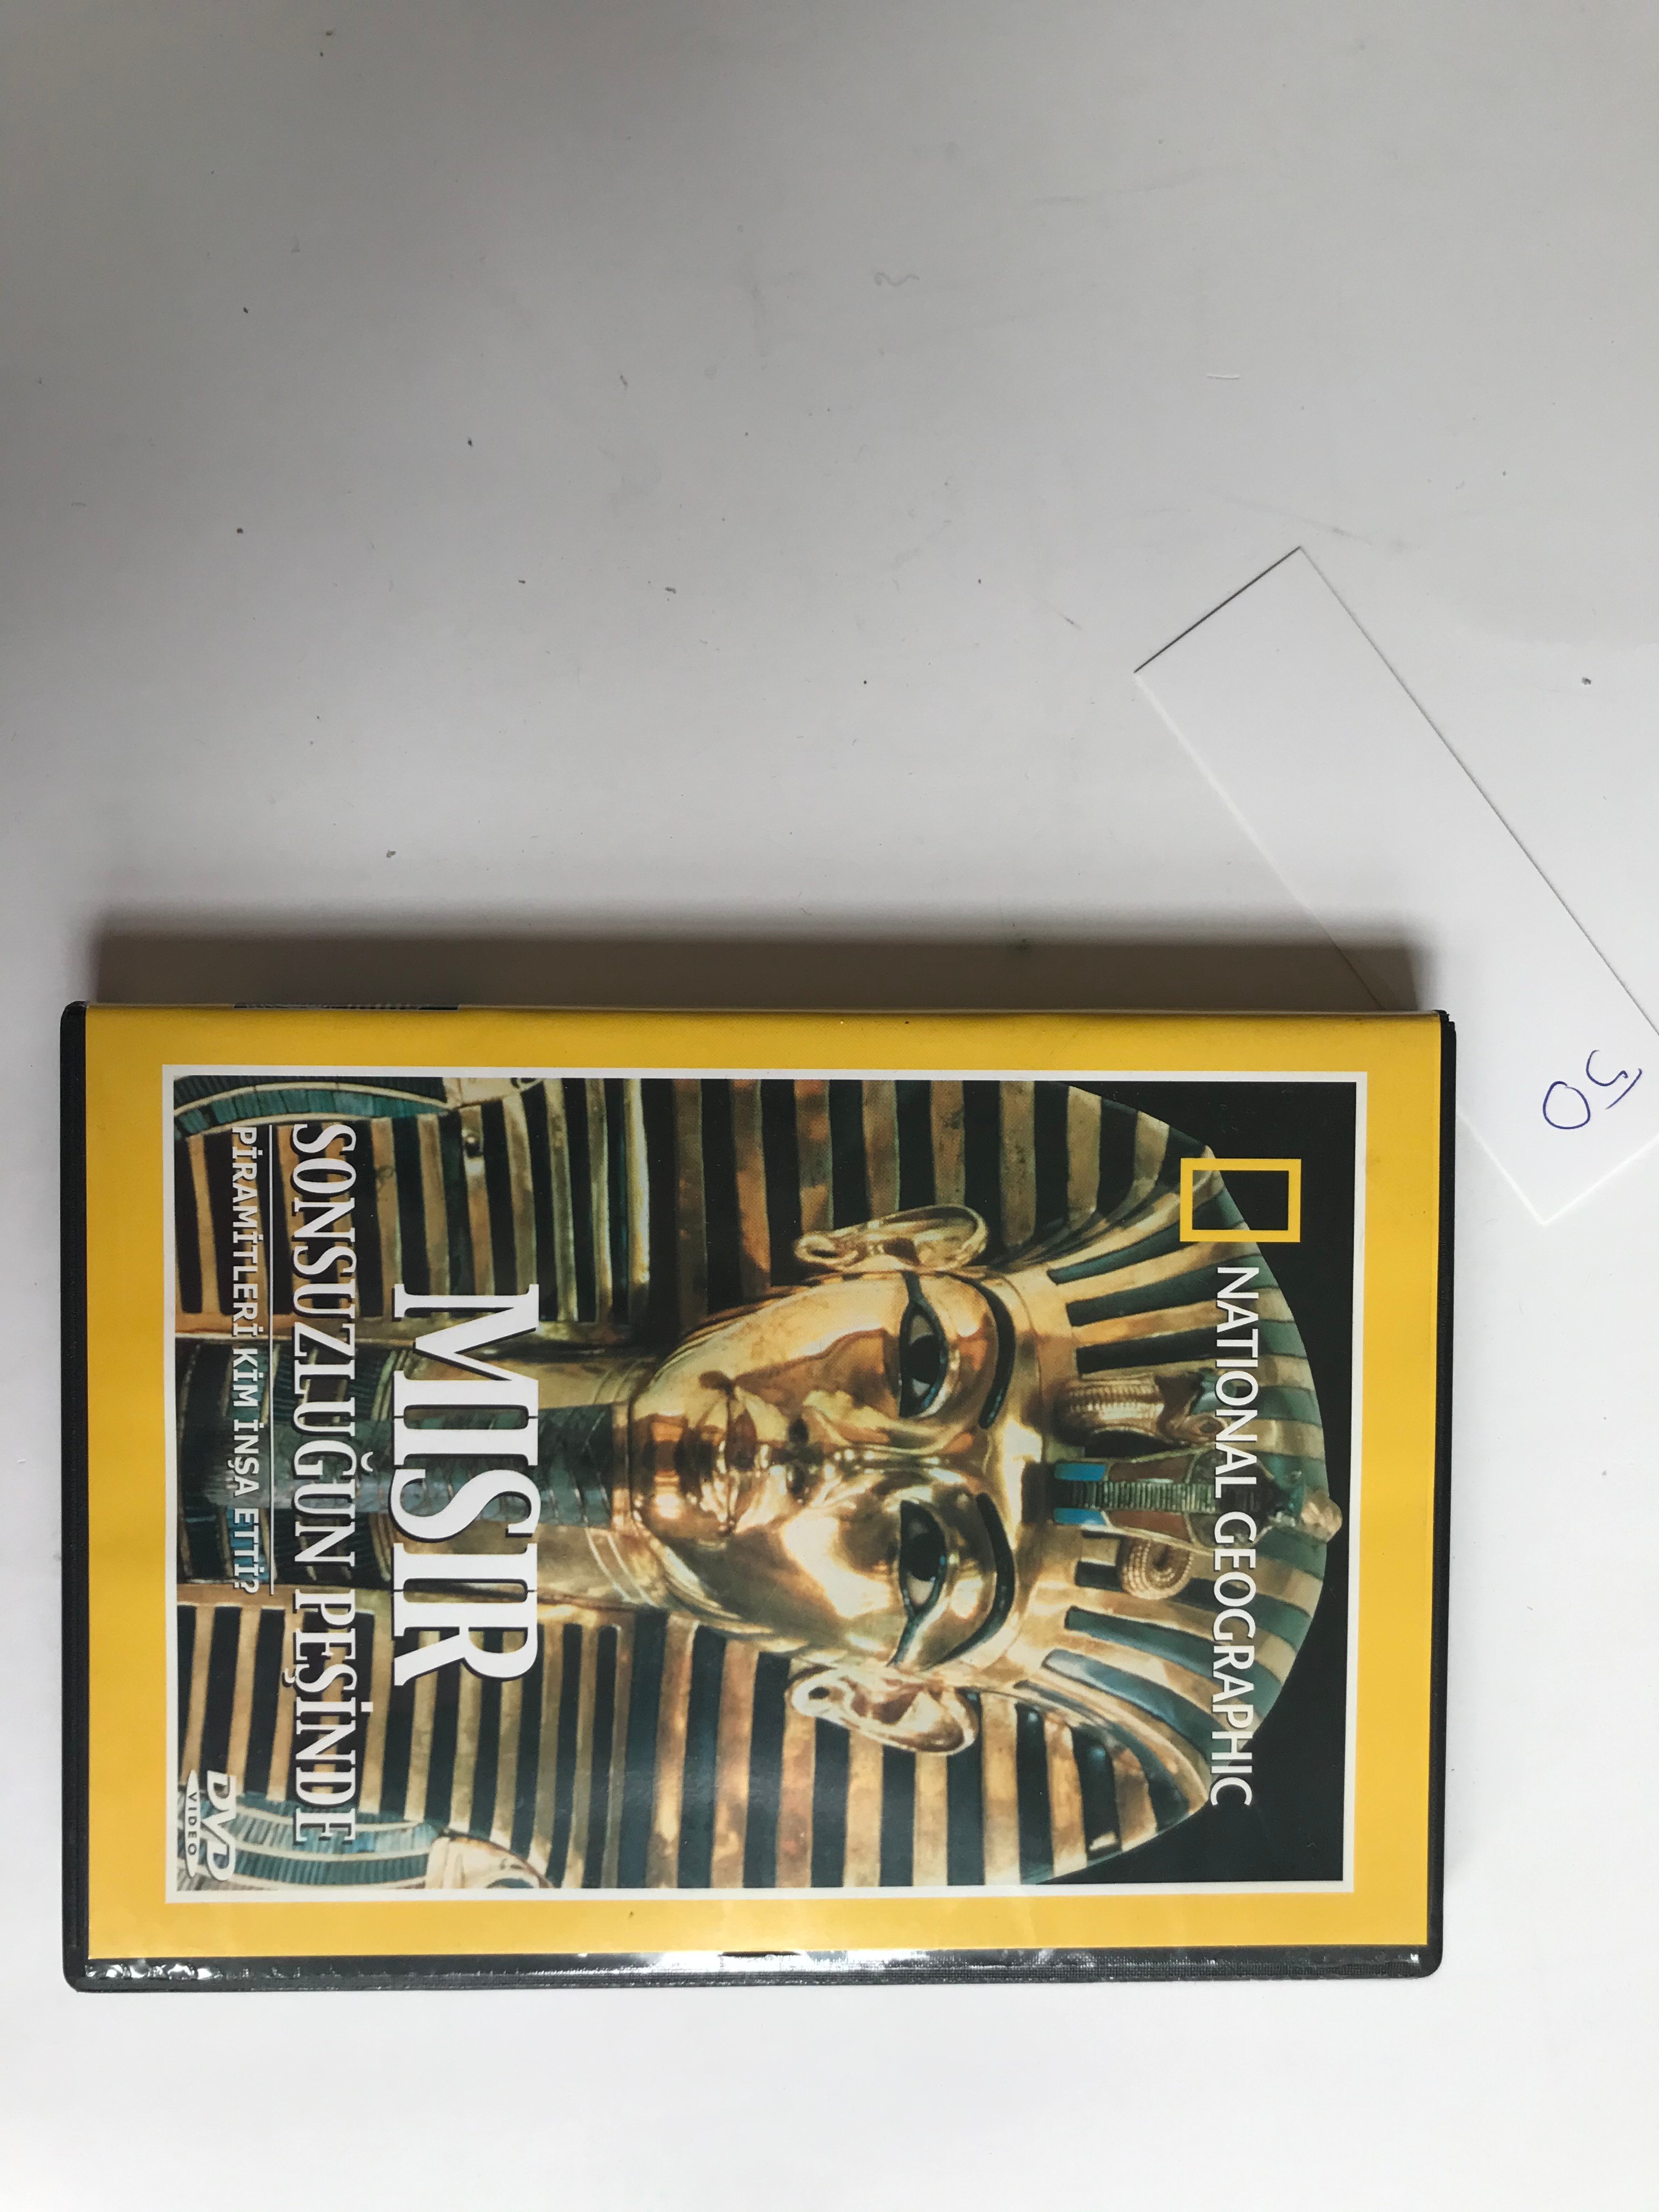 NATIONAL GEOGRAPHIC
MISIR
SONSUZLUĞUN PEŞİNDE
PİRAMİTLERİ KİM İNŞA ETTİ?
DVD
VIDEO
50